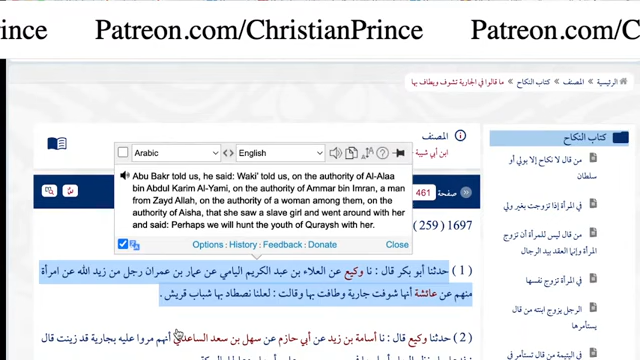 ince Patreon.com/ChristianPrince Patreon.com/C
الرئيسية » المصنف » كتاب النكاح » ما قالوا في الجارية تشوف ويطاف بها
المصنف
ابن أبي شيبة
صفحة 461
1697 ( 259 )
( 1 ) حدثنا أبو بكر قال : نا وكيع عن العلاء بن عبد الكريم اليامي عن عمار بن عمران رجل من زيد الله عن امرأة
منهم عن عائشة أنها شوفت جارية وطافت بها وقالت : لعلنا نصطاد بها شباب قريش .
( 2 ) حدثنا وكيع قال : نا أسامة بن زيد عن أبي حازم عن سهل بن سعد الساعدي أنهم مروا عليه بجارية قد زينت قال
Arabic <> English
Abu Bakr told us, he said: Waki' told us, on the authority of Al-Alaa
bin Abdul Karim Al-Yami, on the authority of Ammar bin Imran, a man
from Zayd Allah, on the authority of a woman among them, on the
authority of Aisha, that she saw a slave girl and went around with her
and said: Perhaps we will hunt the youth of Quraysh with her.
Options : History : Feedback : Donate Close
كتاب النكاح
من قال لا نكاح إلا بولي أو
سلطان
في المرأة إذا تزوجت بغير ولي
من قال ليس للمرأة أن تزوج
المرأة وإنما العقد بيد الرجال
في المرأة تزوج نفسها
الرجل يزوج ابنته من قال
يستأمرها
في اليتيمة من قال